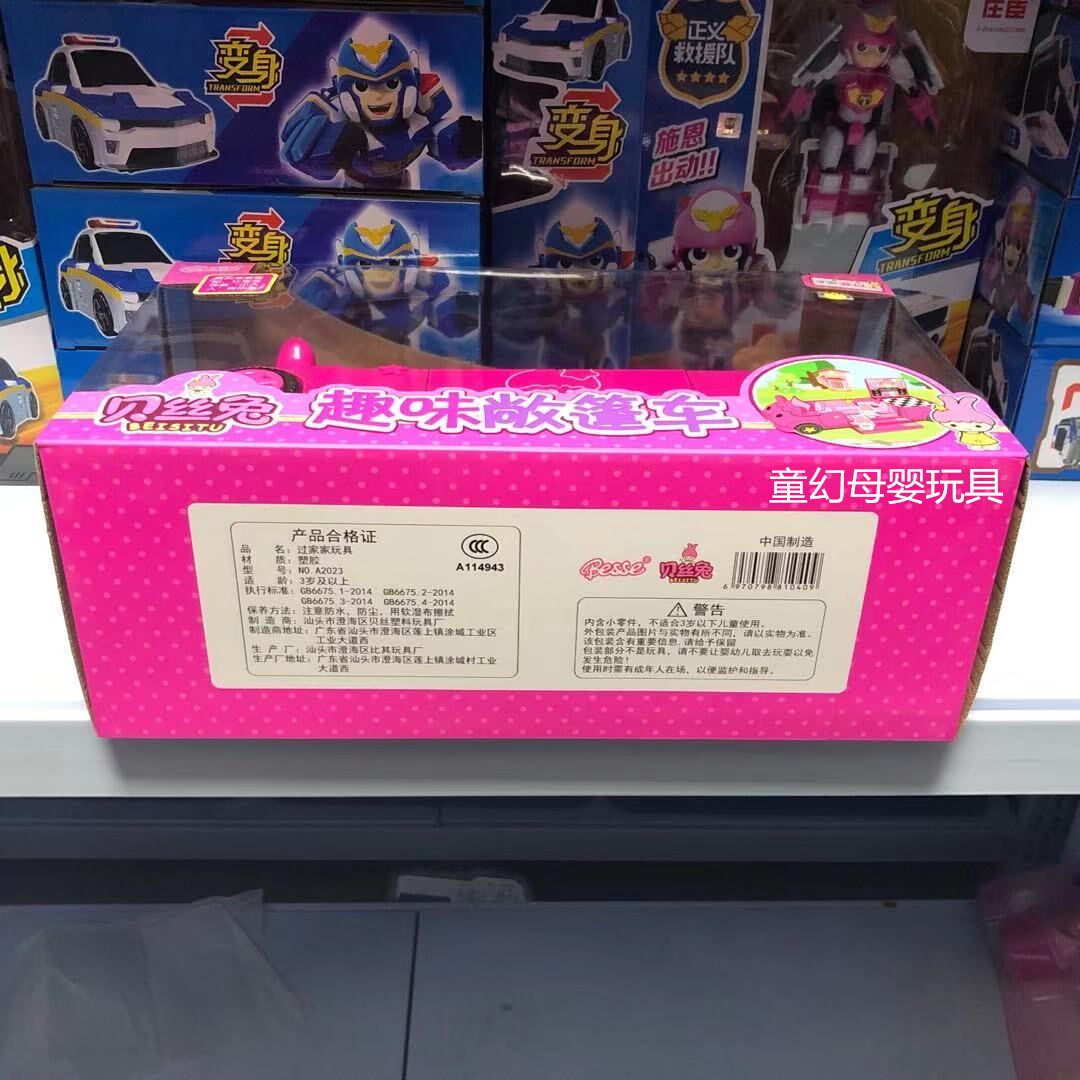 变身
TRANSFORM
变身
TRANSFORM
正义
救援队
变身
TRANSFORM
施恩
出动!!
变身
TRANSFORM
庄臣
贝丝兔
BEISITU
趣味敞篷车
童幻母婴玩具
产品合格证
品 名：过家家玩具
材 质：塑胶
型 号：NO.A2023
适 龄：3岁及以上
执行标准：GB6675.1-2014 GB6675.2-2014
GB6675.3-2014 GB6675.4-2014
保养方法：注意防水，防尘，用软湿布擦拭
制 造 商：汕头市澄海区贝丝塑料玩具厂
制造商地址：广东省汕头市澄海区莲上镇涂城工业区
工业大道西
生 产 厂：汕头市澄海区比其玩具厂
生产厂地址：广东省汕头市澄海区莲上镇涂城村工业
大道西
CCC
A114943
Besse®
贝丝兔
BEISITU
中国制造
6970798810409
警告
内含小零件，不适合3岁以下儿童使用。
外包装产品图片与实物有所不同，请以实物为准。
该包装含有重要信息.请给予保留
包装部分不是玩具，请不要让婴幼儿取去玩耍以免
发生危险！
使用时需有成年人在场，以便监护和指导。